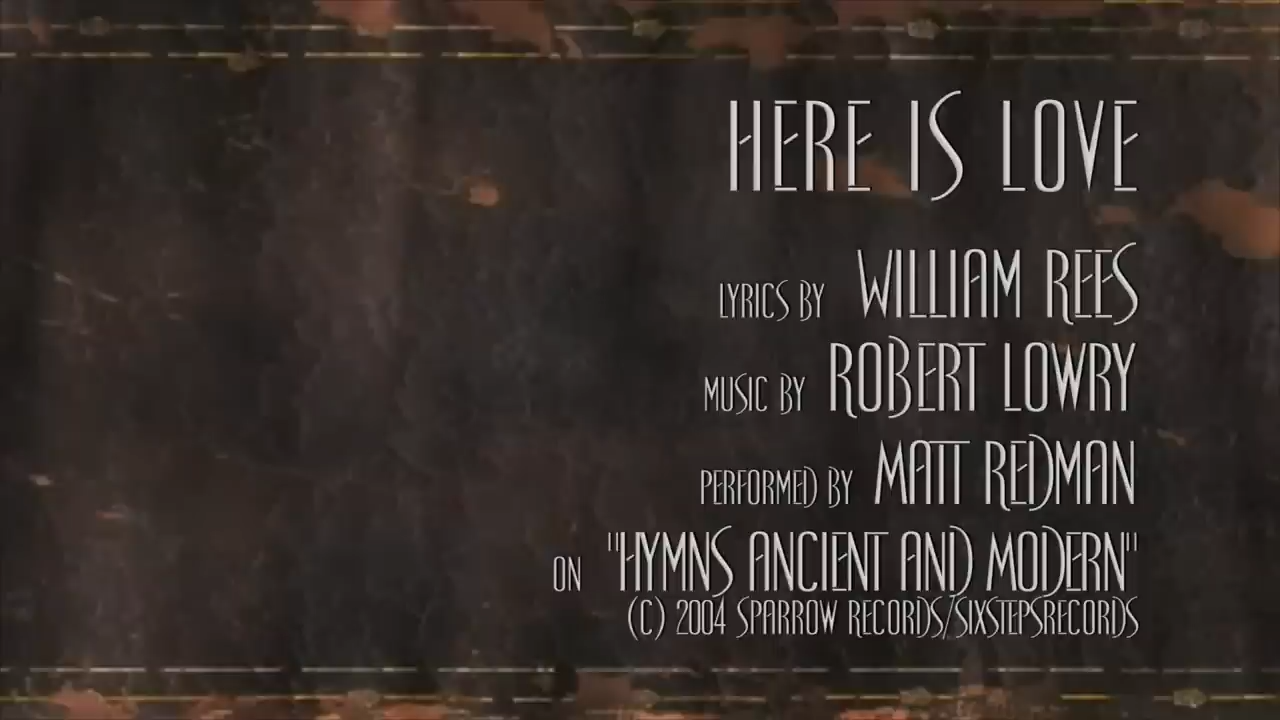 HERE IS LOVE
LYRICS BY WILLIAM REES
MUSIC BY ROBERT LOWRY
PERFORMED BY MATT REDMAN
ON "HYMNS ANCIENT AND MODERN"
(C) 2004 SPARROW RECORDS/SIXSTEPSRECORDS